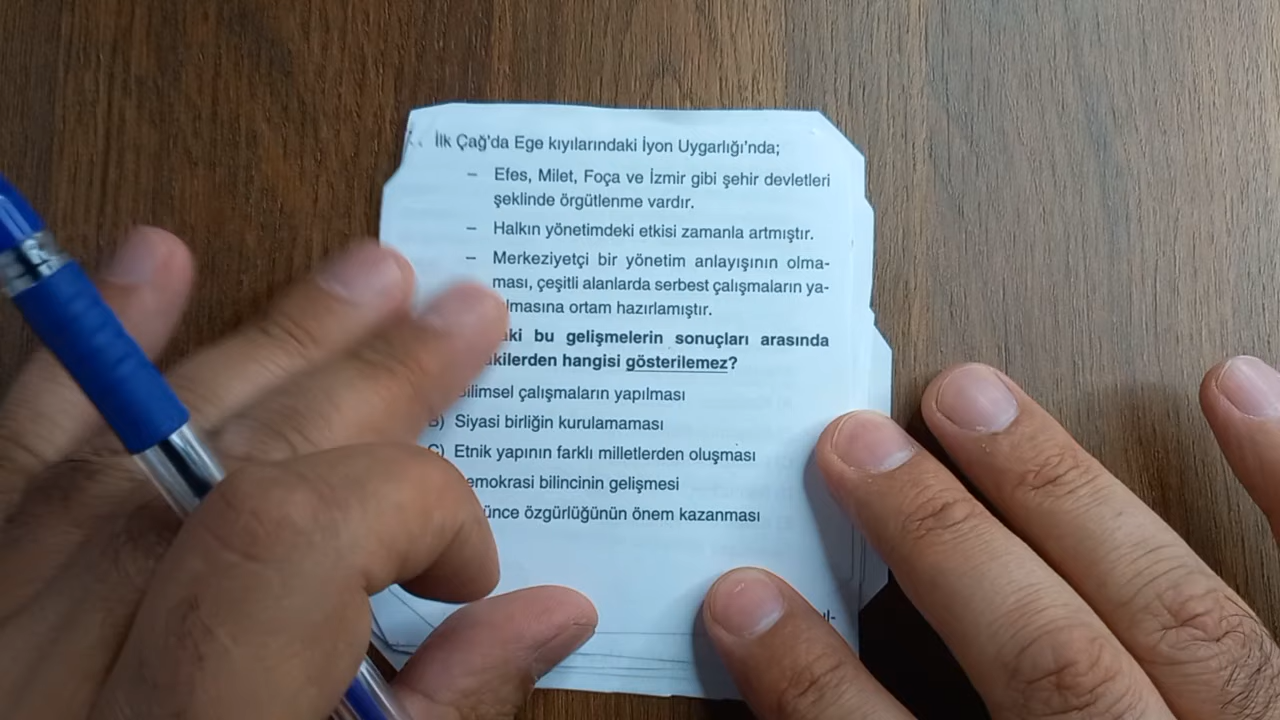 İlk Çağ'da Ege kıyılarındaki İyon Uygarlığı'nda;
– Efes, Milet, Foça ve İzmir gibi şehir devletleri
şeklinde örgütlenme vardır.
– Halkın yönetimdeki etkisi zamanla artmıştır.
– Merkeziyetçi bir yönetim anlayışının olma-
ması, çeşitli alanlarda serbest çalışmaların ya-
lmasına ortam hazırlamıştır.
aki bu gelişmelerin sonuçları arasında
akilerden hangisi gösterilemez?
ilimsel çalışmaların yapılması
B) Siyasi birliğin kurulamaması
C) Etnik yapının farklı milletlerden oluşması
emokrasi bilincinin gelişmesi
ünce özgürlüğünün önem kazanması